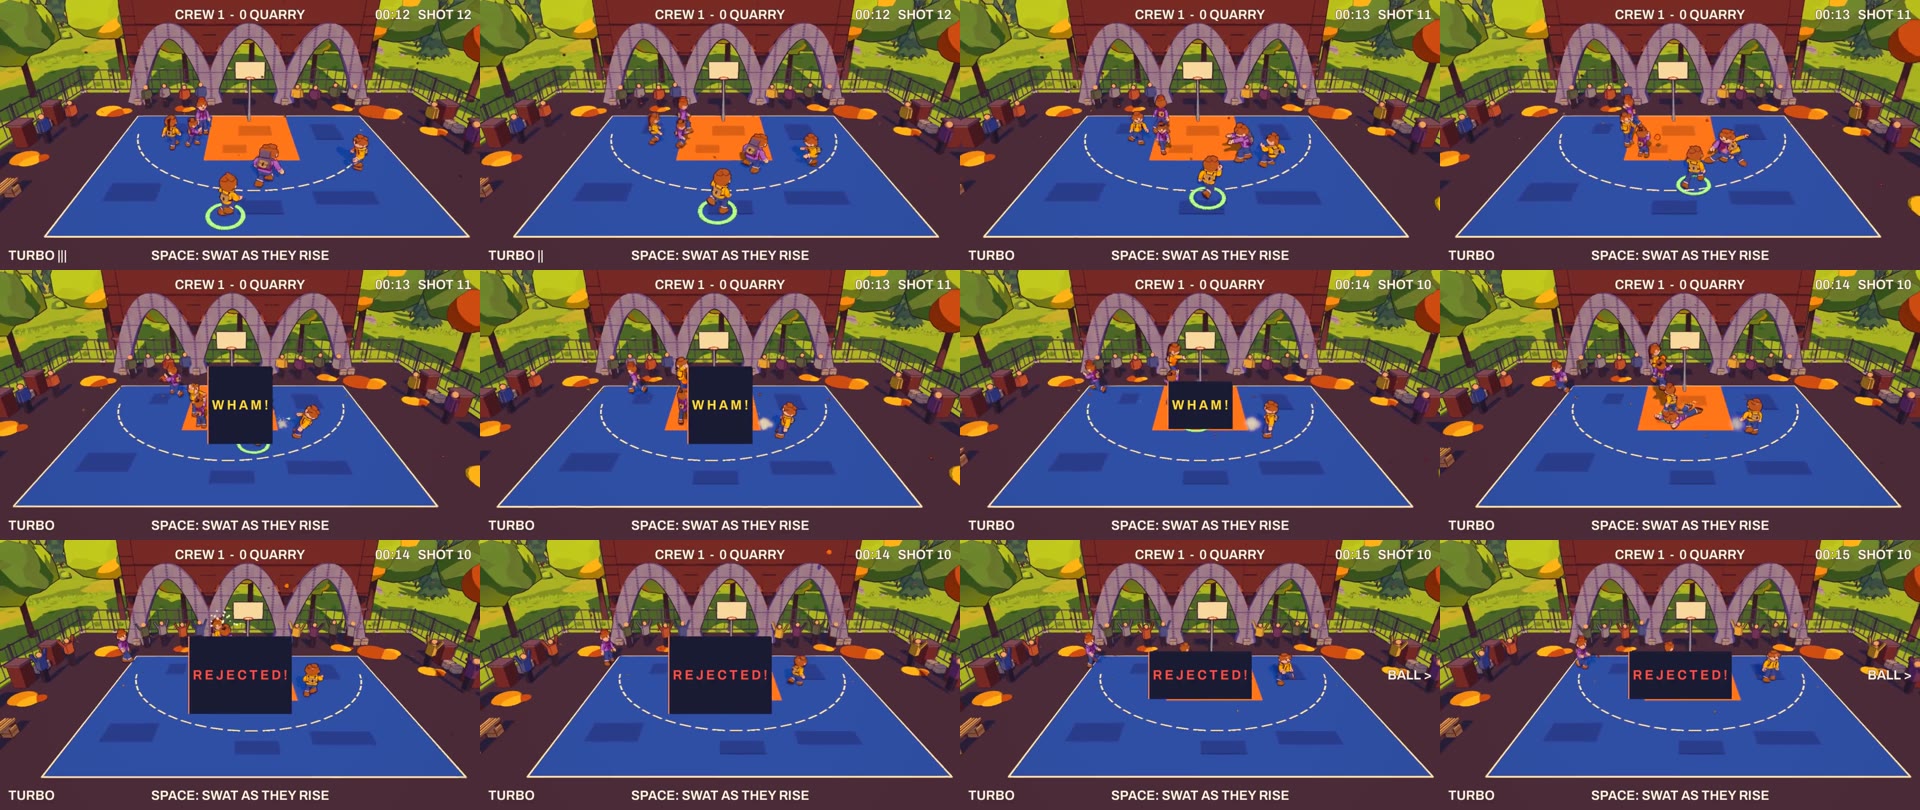 CREW 1 - 0 QUARRY
00:12 SHOT 12
TURBO |||
SPACE: SWAT AS THEY RISE
CREW 1 - 0 QUARRY
00:12 SHOT 12
TURBO ||
SPACE: SWAT AS THEY RISE
CREW 1 - 0 QUARRY
00:13 SHOT 11
TURBO
SPACE: SWAT AS THEY RISE
CREW 1 - 0 QUARRY
00:13 SHOT 11
TURBO
SPACE: SWAT AS THEY RISE
CREW 1 - 0 QUARRY
00:13 SHOT 11
WHAM!
TURBO
SPACE: SWAT AS THEY RISE
CREW 1 - 0 QUARRY
00:13 SHOT 11
WHAM!
TURBO
SPACE: SWAT AS THEY RISE
CREW 1 - 0 QUARRY
00:14 SHOT 10
WHAM!
TURBO
SPACE: SWAT AS THEY RISE
CREW 1 - 0 QUARRY
00:14 SHOT 10
TURBO
SPACE: SWAT AS THEY RISE
CREW 1 - 0 QUARRY
00:14 SHOT 10
REJECTED!
TURBO
SPACE: SWAT AS THEY RISE
CREW 1 - 0 QUARRY
00:14 SHOT 10
REJECTED!
TURBO
SPACE: SWAT AS THEY RISE
CREW 1 - 0 QUARRY
00:15 SHOT 10
REJECTED!
BALL >
TURBO
SPACE: SWAT AS THEY RISE
CREW 1 - 0 QUARRY
00:15 SHOT 10
REJECTED!
BALL >
TURBO
SPACE: SWAT AS THEY RISE